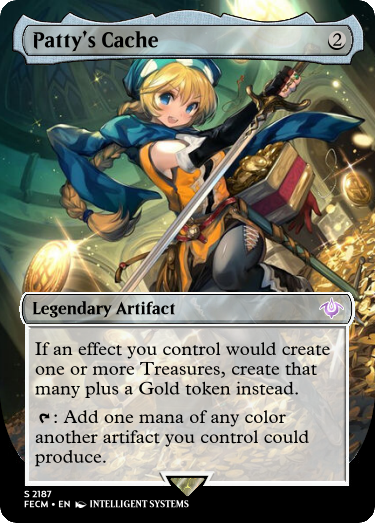 Patty's Cache 2
Legendary Artifact
If an effect you control would create
one or more Treasures, create that
many plus a Gold token instead.
: Add one mana of any color
another artifact you control could
produce.
S 2187
FECM • EN INTELLIGENT SYSTEMS